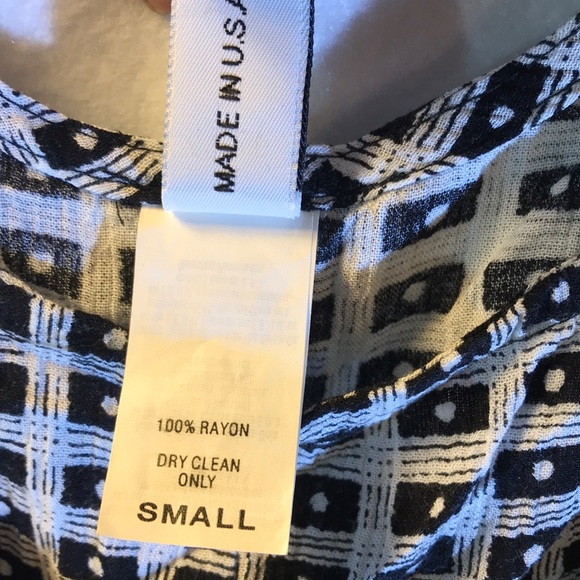 MADE IN U.S.A
100% RAYON
DRY CLEAN
ONLY
SMALL